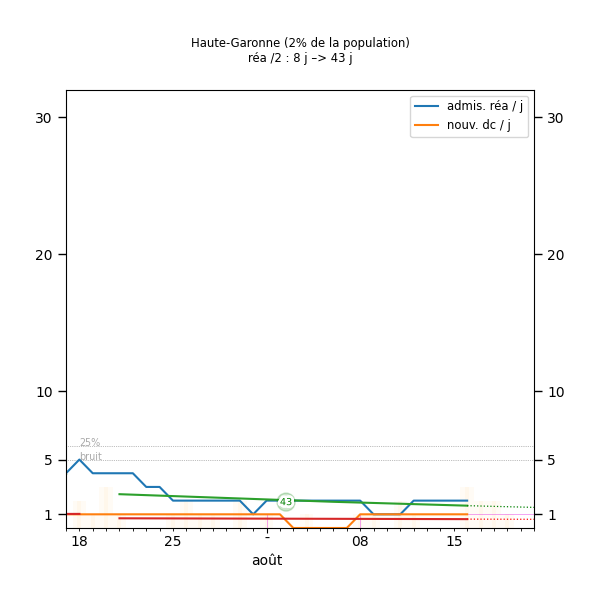 Haute-Garonne (2% de la population)
réa /2 : 8 j –> 43 j
admis. réa / j
nouv. dc / j
30
30
20
20
10
10
25%
bruit
5
5
43
1
1
18
25
-
08
15
août